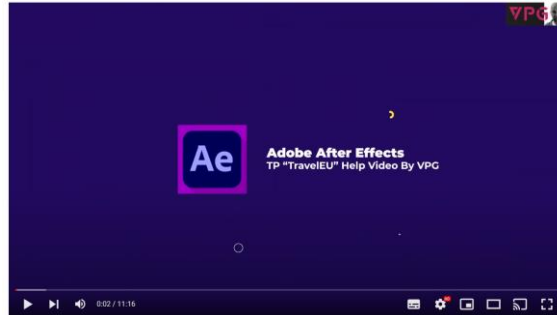 VPG
Ae
Adobe After Effects
TP "TravelEU" Help Video By VPG
0:02 / 11:16